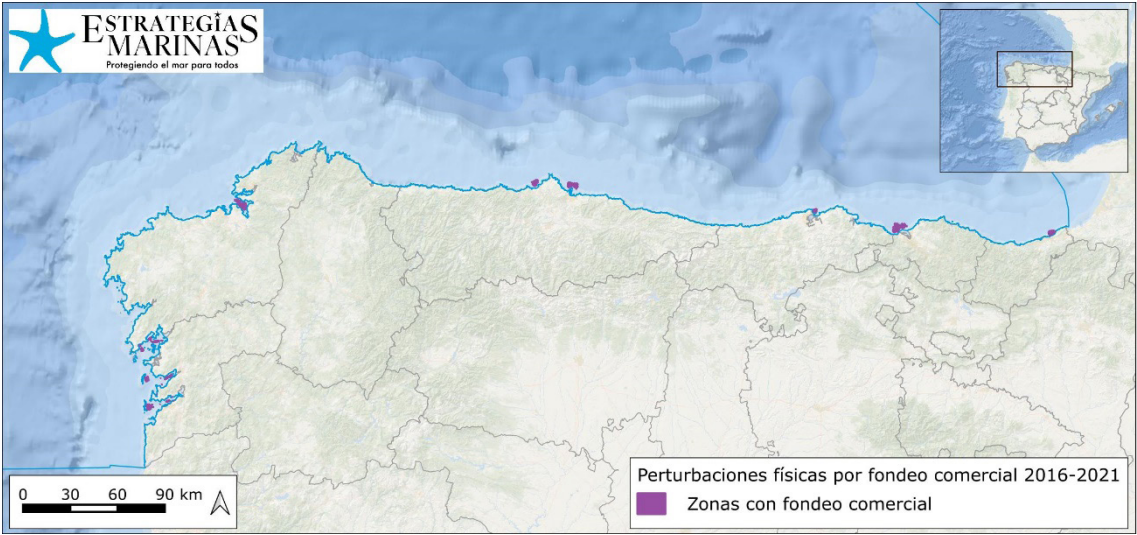 ESTRATEGIAS
MARINAS
Protegiendo el mar para todos
0 30 60 90 km
Perturbaciones físicas por fondeo comercial 2016-2021
Zonas con fondeo comercial